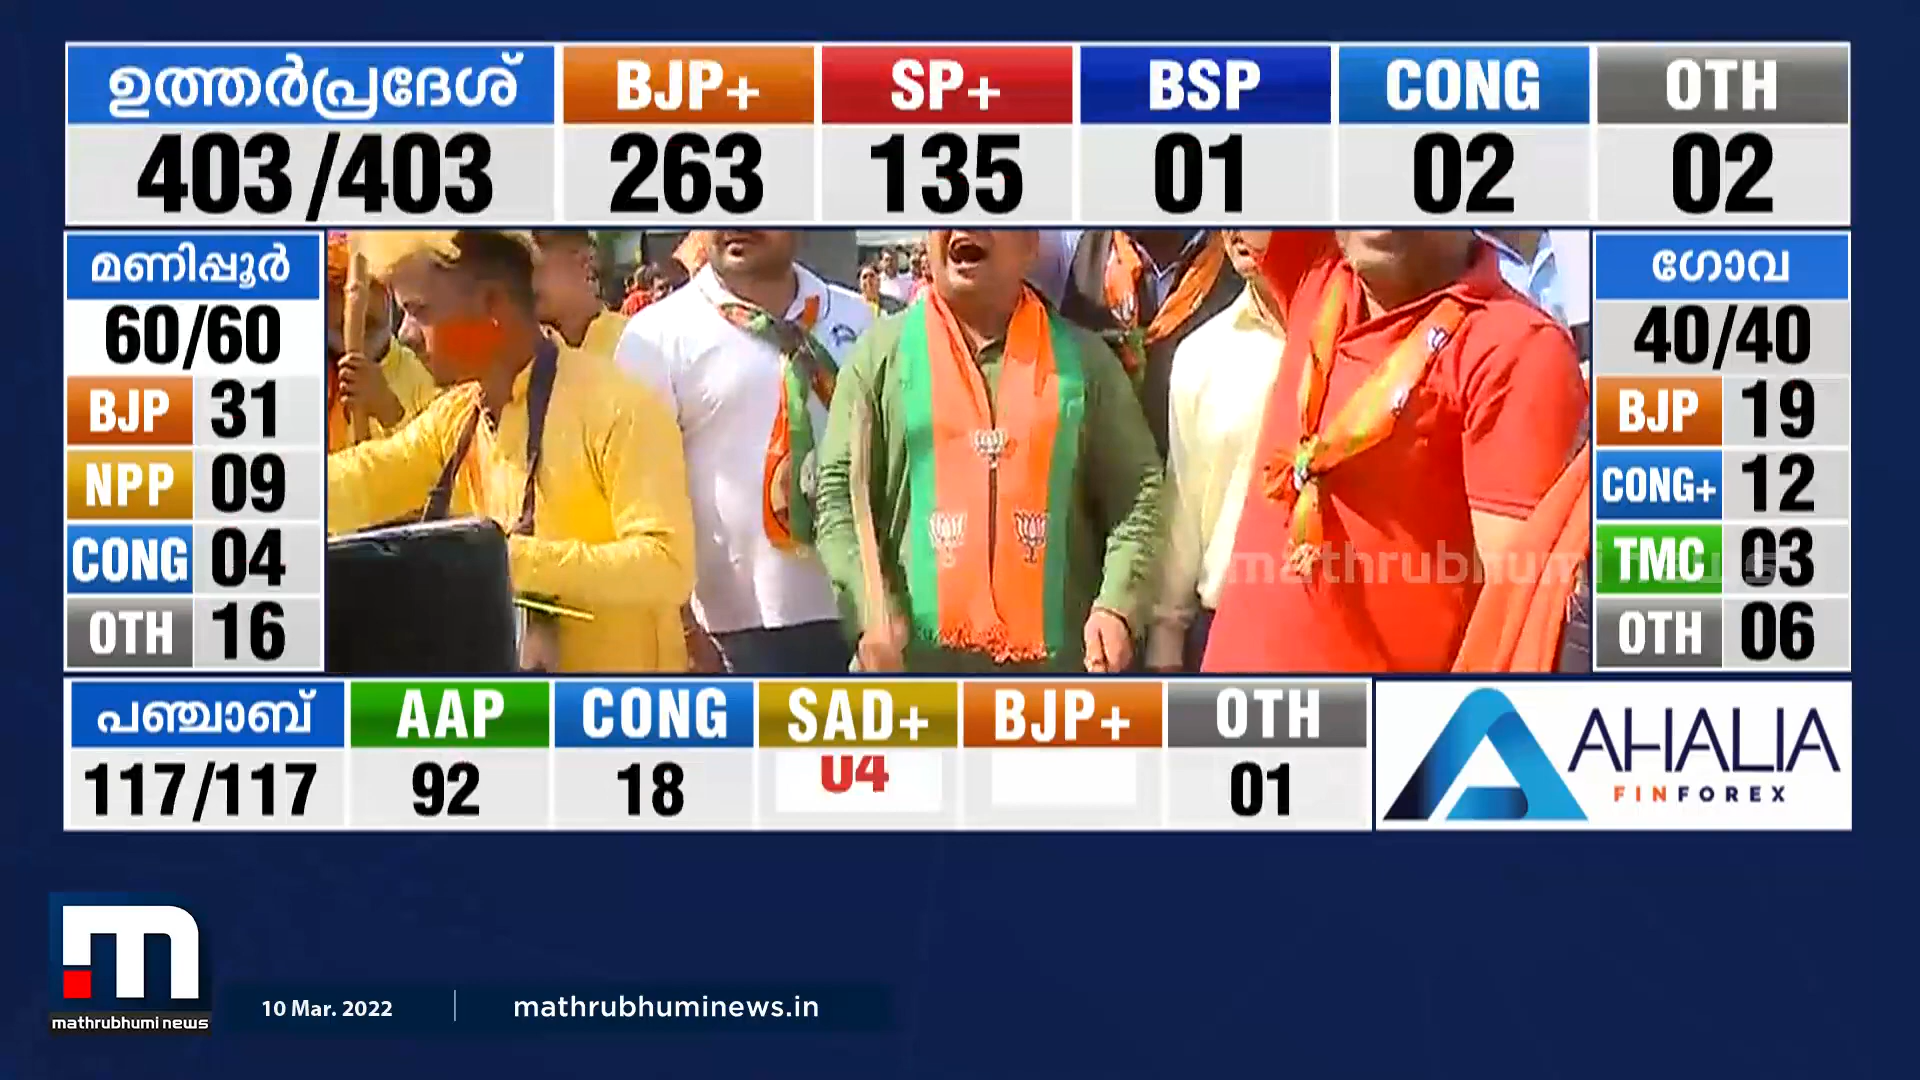 ഉത്തർപ്രദേശ് BJP+ SP+ BSP CONG OTH
403/403 263 135 01 02 02
മണിപ്പൂർ
60/60
BJP 31
NPP 09
CONG 04
OTH 16
ഗോവ
40/40
BJP 19
CONG+ 12
TMC 03
OTH 06
mathrubhumi news
പഞ്ചാബ് AAP CONG SAD+ BJP+ OTH
117/117 92 18 04 01
AHALIA
FINFOREX
m
mathrubhumi news
10 Mar. 2022 mathrubhuminews.in